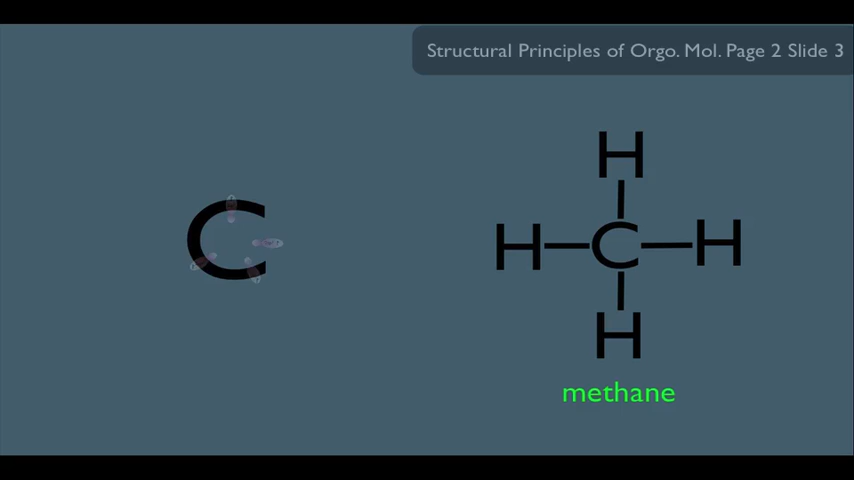 Structural Principles of Orgo. Mol. Page 2 Slide 3
H
C
H C H
H
methane